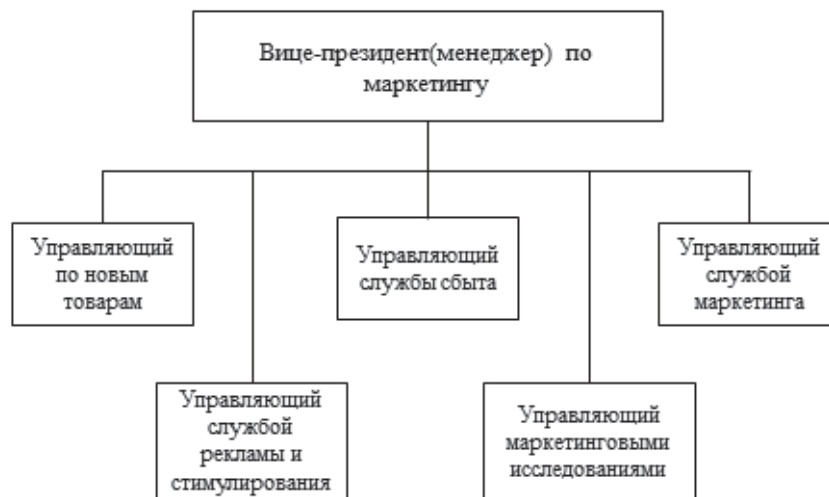 Вице-президент(менеджер) по
маркетингу
Управляющий
по новым
товарам
Управляющий
службы сбыта
Управляющий
службой
маркетинга
Управляющий
службой
рекламы и
стимулирования
Управляющий
маркетинговыми
исследованиями